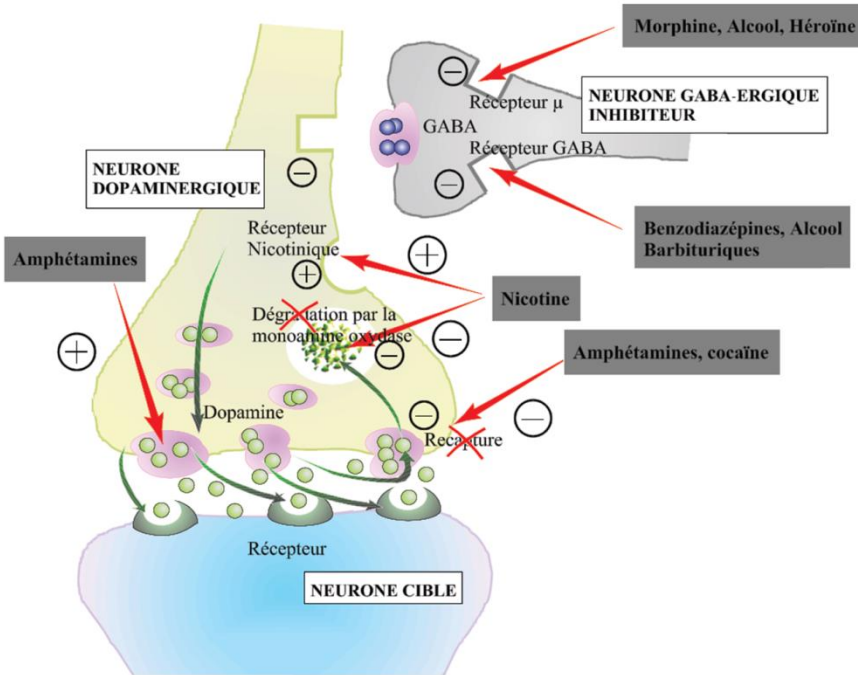 Morphine, Alcool, Héroïne
Récepteur µ
NEURONE GABA-ERGIQUE
INHIBITEUR
GABA
Récepteur GABA
NEURONE
DOPAMINERGIQUE
Benzodiazépines, Alcool
Barbituriques
Récepteur
Nicotinique
Amphétamines
Nicotine
Dégradation par la
monoamine oxydase
Amphétamines, cocaïne
Dopamine
Recapture
Récepteur
NEURONE CIBLE